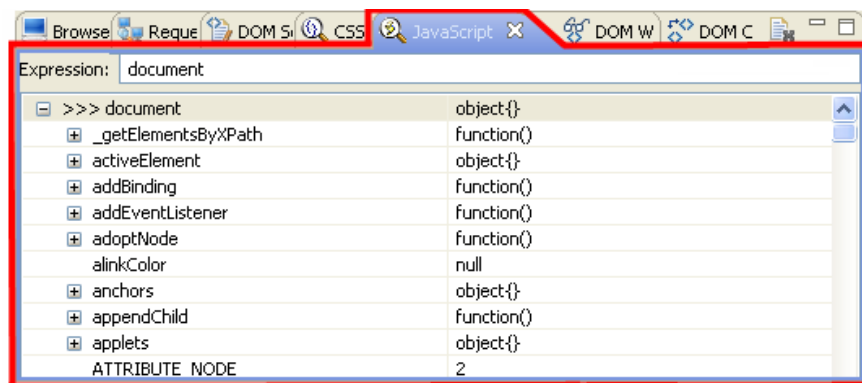 Browse Reque DOM S CSS JavaScript DOM W DOM C
Expression: document
>>> document object{}
_getElementsByXPath function()
activeElement object{}
addBinding function()
addEventListener function()
adoptNode function()
alinkColor null
anchors object{}
appendChild function()
applets object{}
ATTRIBUTE_NODE 2